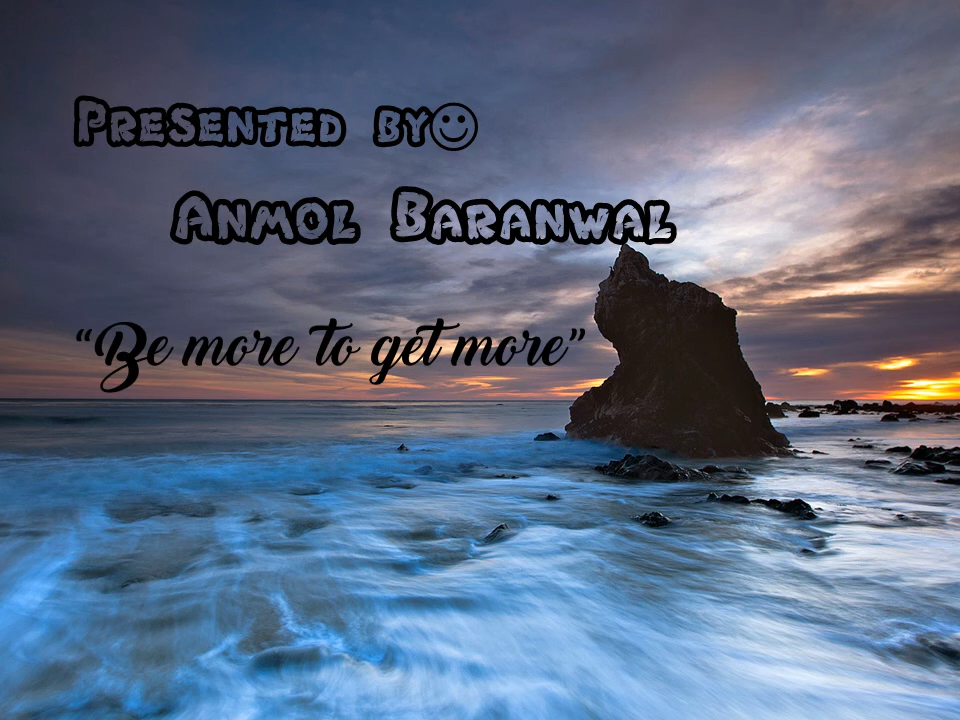 Presented by☺
Anmol Baranwal
“Be more to get more”